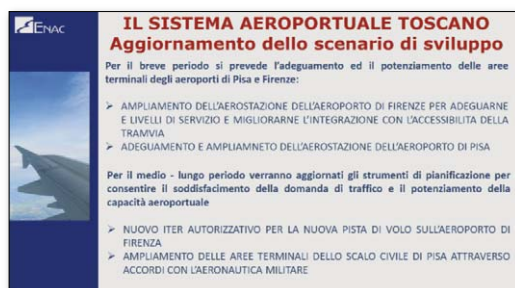 ENAC
IL SISTEMA AEROPORTUALE TOSCANO
Aggiornamento dello scenario di sviluppo
Per il breve periodo si prevede l'adeguamento ed il potenziamento delle aree
terminali degli aeroporti di Pisa e Firenze:
➢ AMPLIAMENTO DELL'AEROSTAZIONE DELL'AEROPORTO DI FIRENZE PER ADEGUARNE
E LIVELLI DI SERVIZIO E MIGLIORARNE L'INTEGRAZIONE CON L'ACCESSIBILITA DELLA
TRAMVIA
➢ ADEGUAMENTO E AMPLIAMNETO DELL'AEROSTAZIONE DELL'AEROPORTO DI PISA
Per il medio - lungo periodo verranno aggiornati gli strumenti di pianificazione per
consentire il soddisfacimento della domanda di traffico e il potenziamento della
capacità aeroportuale
➢ NUOVO ITER AUTORIZZATIVO PER LA NUOVA PISTA DI VOLO SULL'AEROPORTO DI
FIRENZA
➢ AMPLIAMENTO DELLE AREE TERMINALI DELLO SCALO CIVILE DI PISA ATTRAVERSO
ACCORDI CON L'AERONAUTICA MILITARE